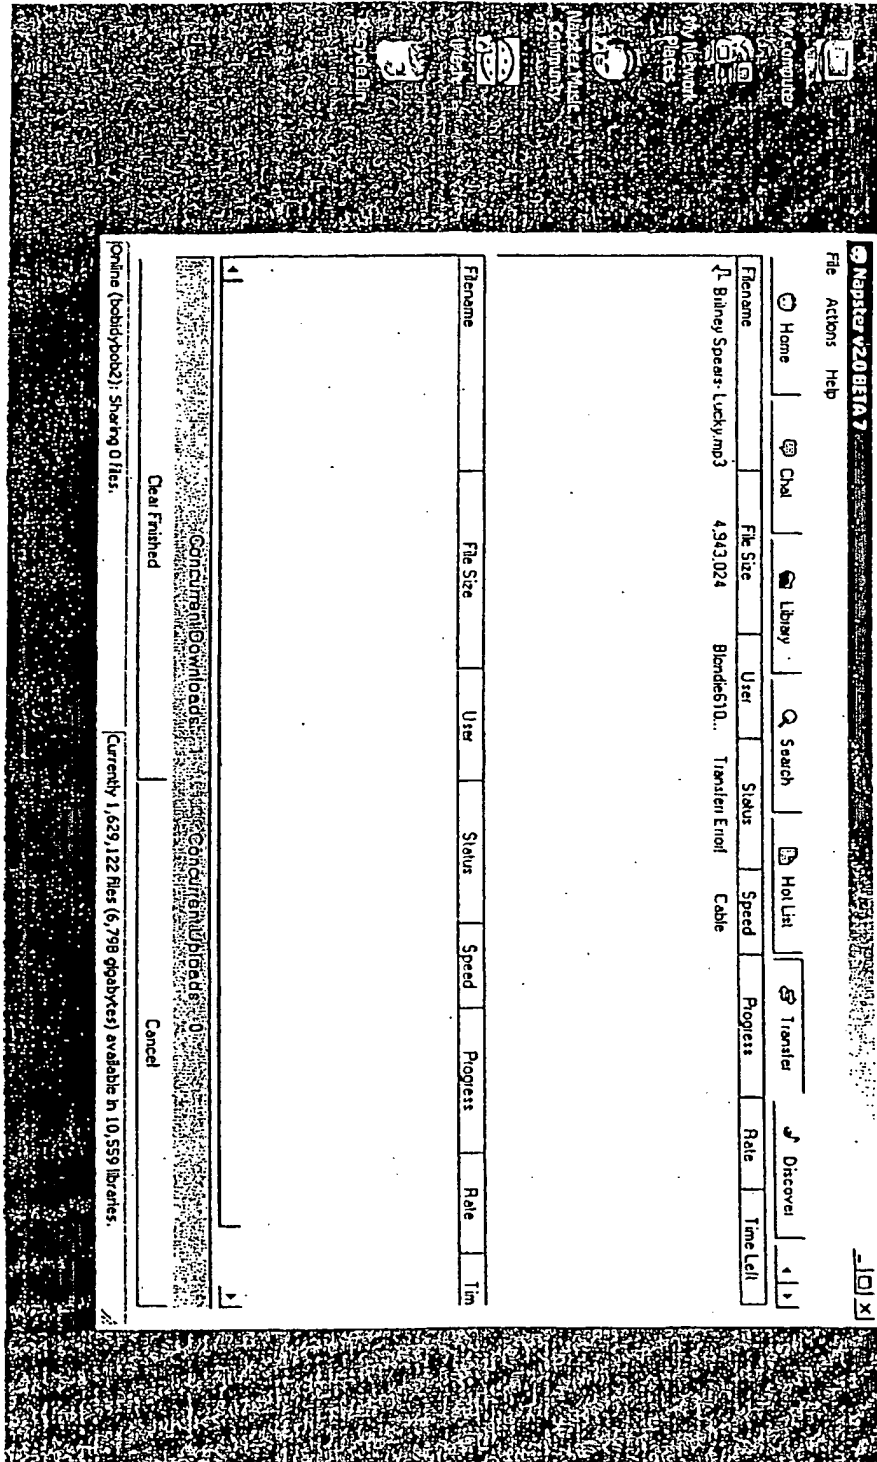 My Computer
My Network
Places
Community
Recycle Bin
Napster v2.0 BETA 7
File Actions Help
Home Chat Library Search Hot List Transfer Discover
Filename File Size User Status Speed Progress Rate Time Left
Britney Spears- Lucky.mp3 4,943,024 Blondie610... Transfer Error! Cable
Filename File Size User Status Speed Progress Rate Tim
Concurrent Downloads: 1 Concurrent Uploads: 0
Clear Finished Cancel
Online (bobidybob2): Sharing 0 files. Currently 1,629,122 files (6,798 gigabytes) available in 10,559 libraries.